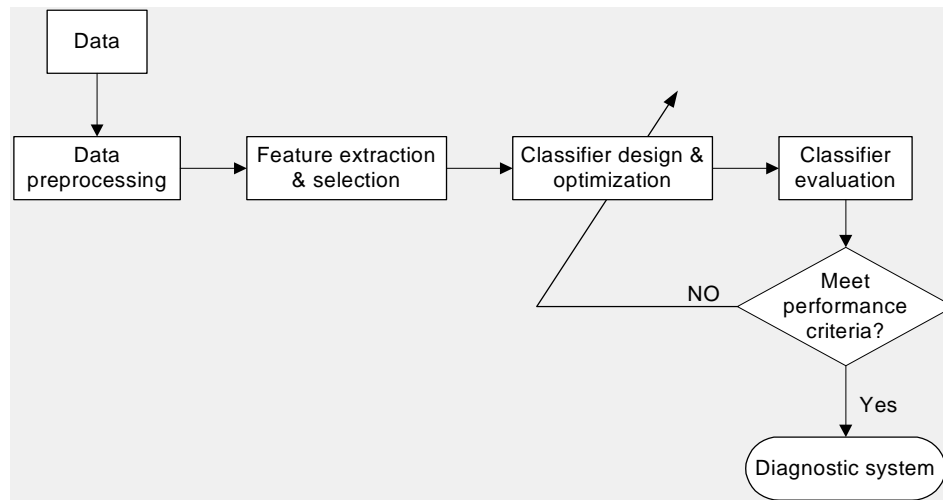 Data
Data
preprocessing
Feature extraction
& selection
Classifier design &
optimization
Classifier
evaluation
Meet
performance
criteria?
NO
Yes
Diagnostic system